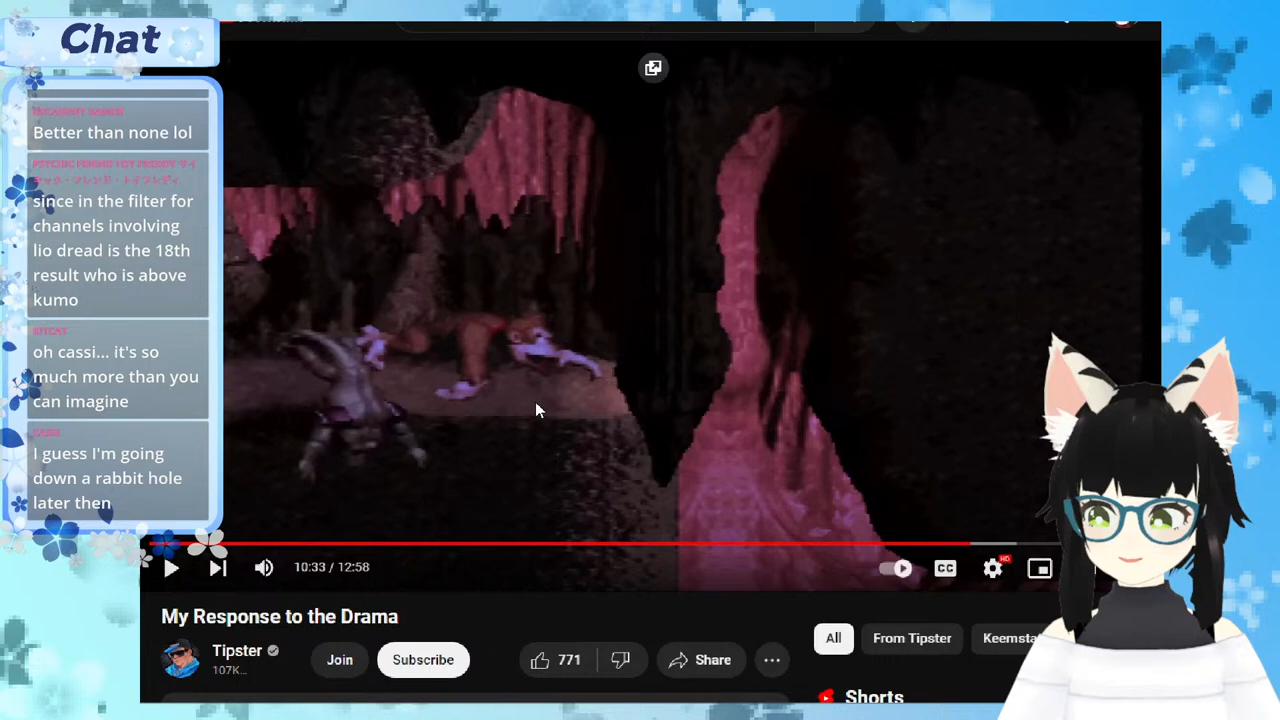 Chat
Better than none lol
since in the filter for
channels involving
lio dread is the 18th
result who is above
kumo
oh cassi... it's so
much more than you
can imagine
I guess I'm going
down a rabbit hole
later then
10:33 / 12:58
CC
HD
My Response to the Drama
Tipster
107K...
Join
Subscribe
771
Share
All
From Tipster
Shorts